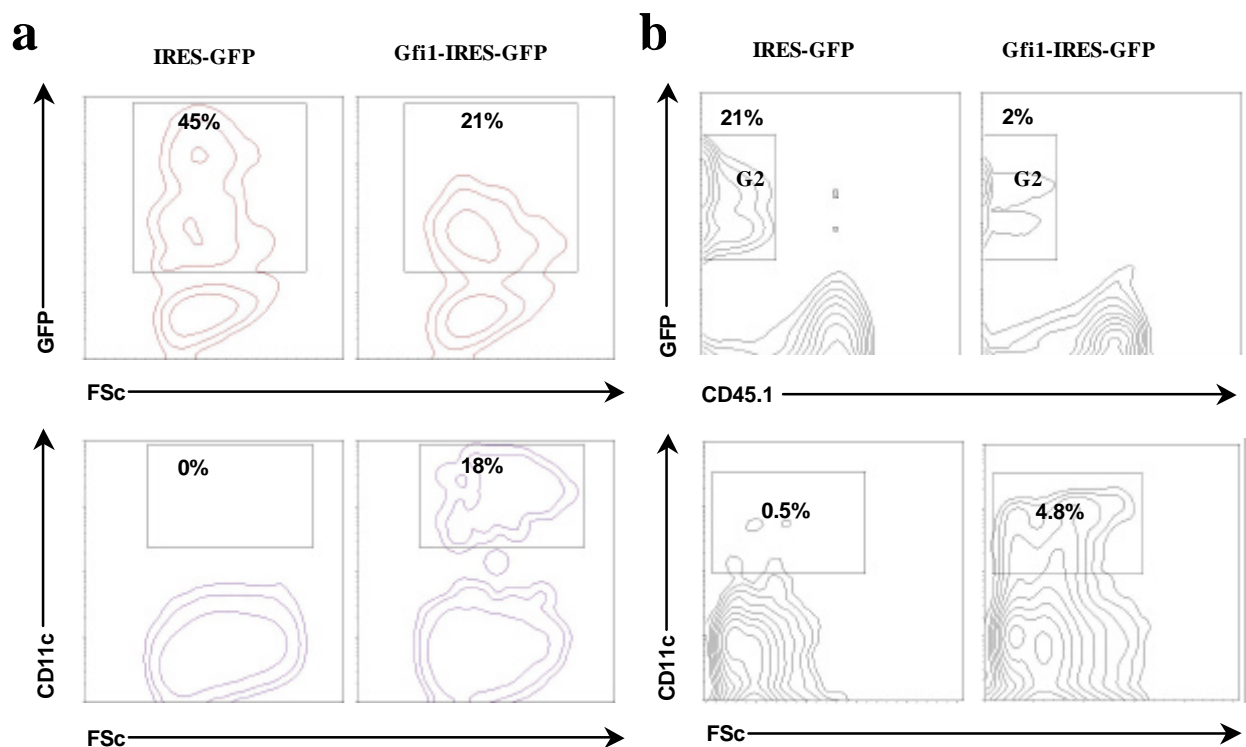 a
IRES-GFP
Gfi1-IRES-GFP
GFP
45%
21%
FSc
CD11c
0%
18%
FSc
b
IRES-GFP
Gfi1-IRES-GFP
GFP
21%
G2
2%
G2
CD45.1
CD11c
0.5%
4.8%
FSc